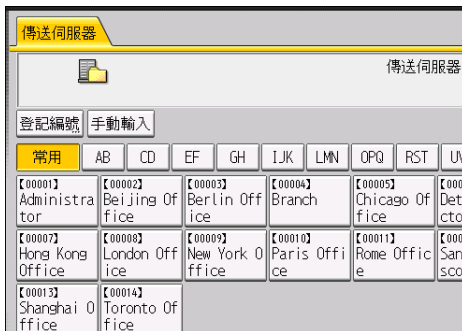 傳送伺服器
傳送伺服器
登記編號 手動輸入
常用 AB CD EF GH IJK LMN OPQ RST
【00001】 【00002】 【00003】 【00004】 【00005】
Administra Beijing Of Berlin Off Branch Chicago Of
tor fice ice fice
【00007】 【00008】 【00009】 【00010】 【00011】
Hong Kong London Off New York O Paris Offi Rome Offic
Office ice ffice ce e
【00013】 【00014】
Shanghai O Toronto Of
ffice fice